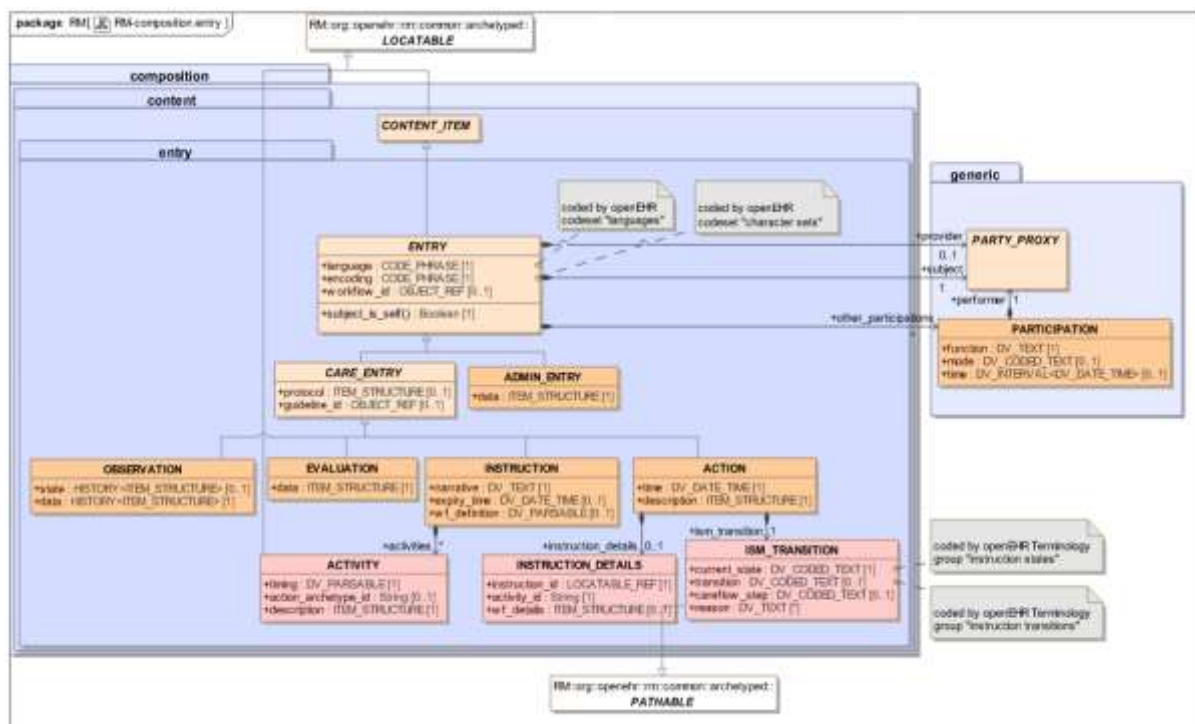 package RM[ RM-composition.entry ]
RM::org::openehr::rm::common::archetyped::
LOCATABLE
composition
content
CONTENT_ITEM
entry
generic
coded by openEHR
codeset "languages"
coded by openEHR
codeset "character sets"
ENTRY
+language : CODE_PHRASE [1]
+encoding : CODE_PHRASE [1]
+workflow_id : OBJECT_REF [0..1]
+subject_is_self() : Boolean [1]
+provider
0..1
+subject
1
PARTY_PROXY
+performer 1
+other_participations
PARTICIPATION
+function : DV_TEXT [1]
+mode : DV_CODED_TEXT [0..1]
+time : DV_INTERVAL<DV_DATE_TIME> [0..1]
CARE_ENTRY
+protocol : ITEM_STRUCTURE [0..1]
+guideline_id : OBJECT_REF [0..1]
ADMIN_ENTRY
+data : ITEM_STRUCTURE [1]
OBSERVATION
+state : HISTORY<ITEM_STRUCTURE> [0..1]
+data : HISTORY<ITEM_STRUCTURE> [1]
EVALUATION
+data : ITEM_STRUCTURE [1]
INSTRUCTION
+narrative : DV_TEXT [1]
+expiry_time : DV_DATE_TIME [0..1]
+wf_definition : DV_PARSABLE [0..1]
ACTION
+time : DV_DATE_TIME [1]
+description : ITEM_STRUCTURE [1]
+activities *
+instruction_details 0..1
+ism_transition 1
ACTIVITY
+timing : DV_PARSABLE [1]
+action_archetype_id : String [0..1]
+description : ITEM_STRUCTURE [1]
INSTRUCTION_DETAILS
+instruction_id : LOCATABLE_REF [1]
+activity_id : String [1]
+wf_details : ITEM_STRUCTURE [0..1]
ISM_TRANSITION
+current_state : DV_CODED_TEXT [1]
+transition : DV_CODED_TEXT [0..1]
+careflow_step : DV_CODED_TEXT [0..1]
+reason : DV_TEXT [*]
coded by openEHR Terminology
group "instruction states"
coded by openEHR Terminology
group "instruction transitions"
RM::org::openehr::rm::common::archetyped::
PATHABLE